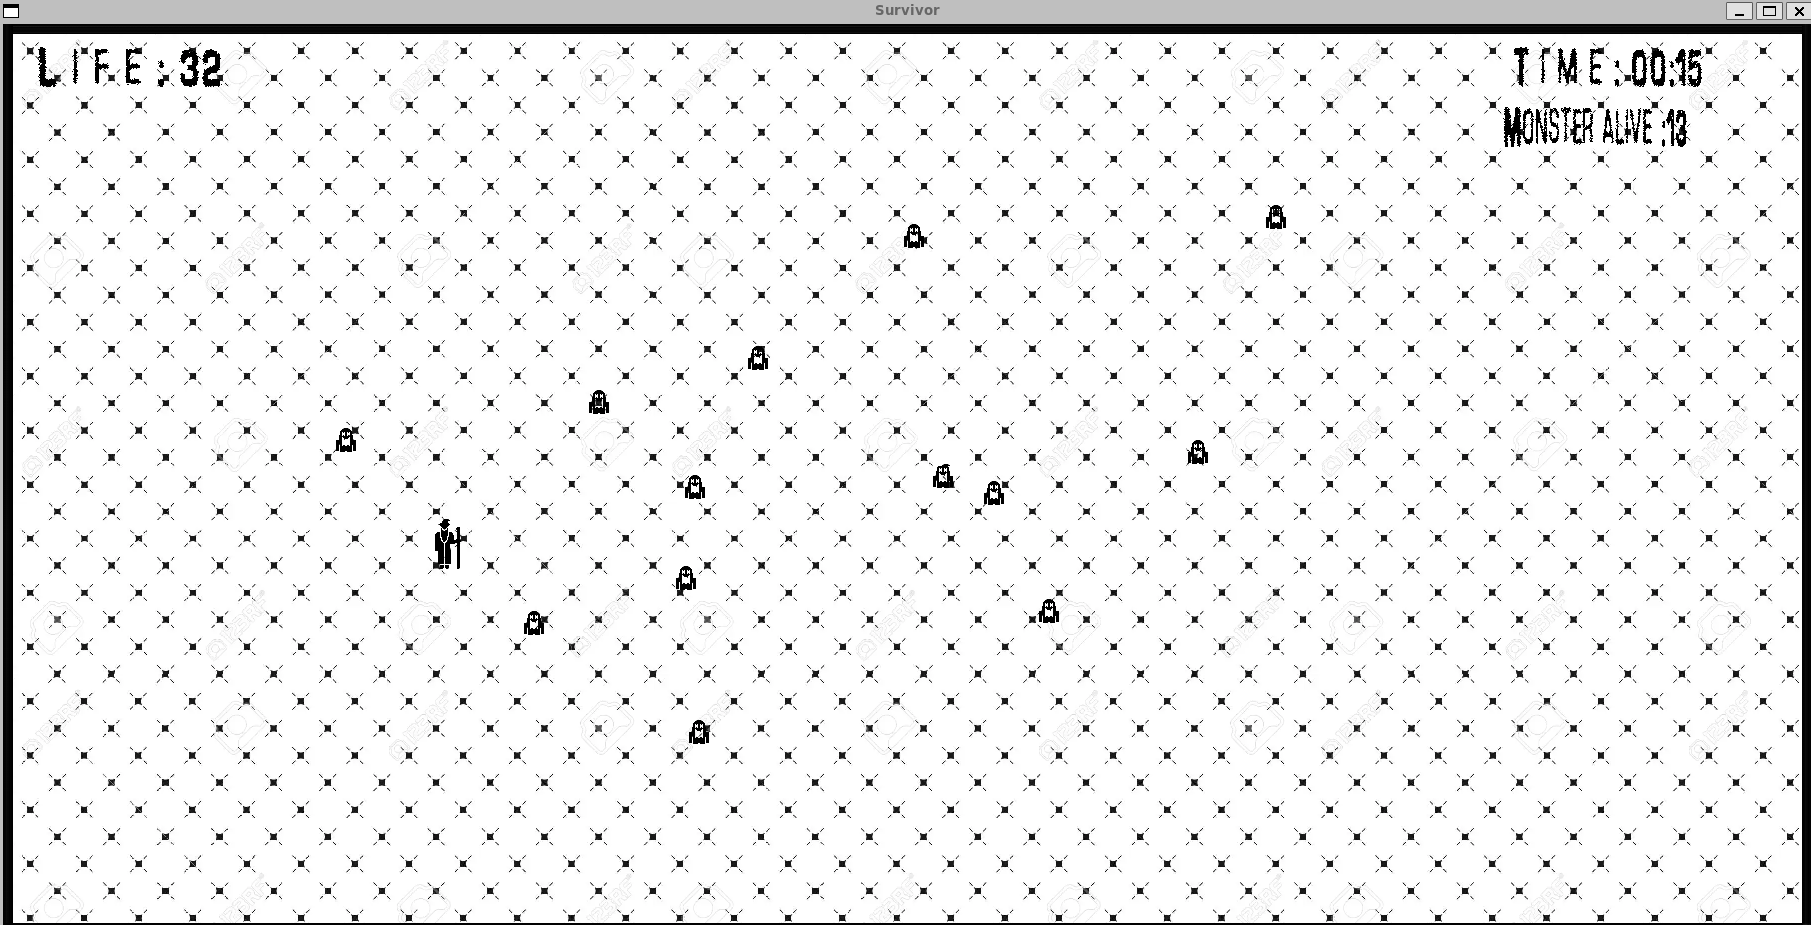 Survivor
LIFE:32
TIME:00:15
MONSTER ALIVE :13